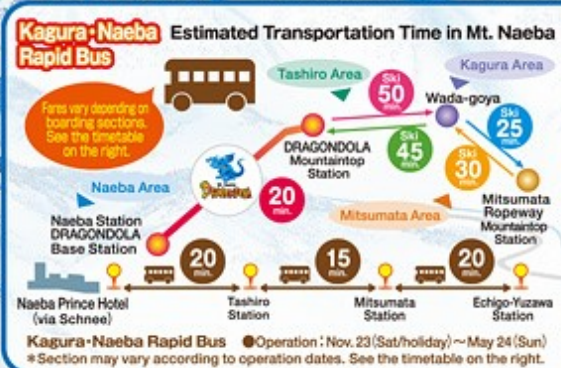 Kagura・Naeba
Rapid Bus
Estimated Transportation Time in Mt. Naeba
Fares vary depending on
boarding sections.
See the timetable
on the right.
Tashiro Area
Kagura Area
Ski
50
min.
Wada-goya
Ski
25
min.
DRAGONDOLA
Mountaintop
Station
Ski
45
min.
Ski
30
min.
Naeba Area
20
min.
Mitsumata Area
Mitsumata
Ropeway
Mountaintop
Station
Naeba Station
DRAGONDOLA
Base Station
20
min.
15
min.
20
min.
Naeba Prince Hotel
(via Schnee)
Tashiro
Station
Mitsumata
Station
Echigo-Yuzawa
Station
Kagura・Naeba Rapid Bus ●Operation : Nov. 23 (Sat/holiday)～May 24 (Sun)
*Section may vary according to operation dates. See the timetable on the right.